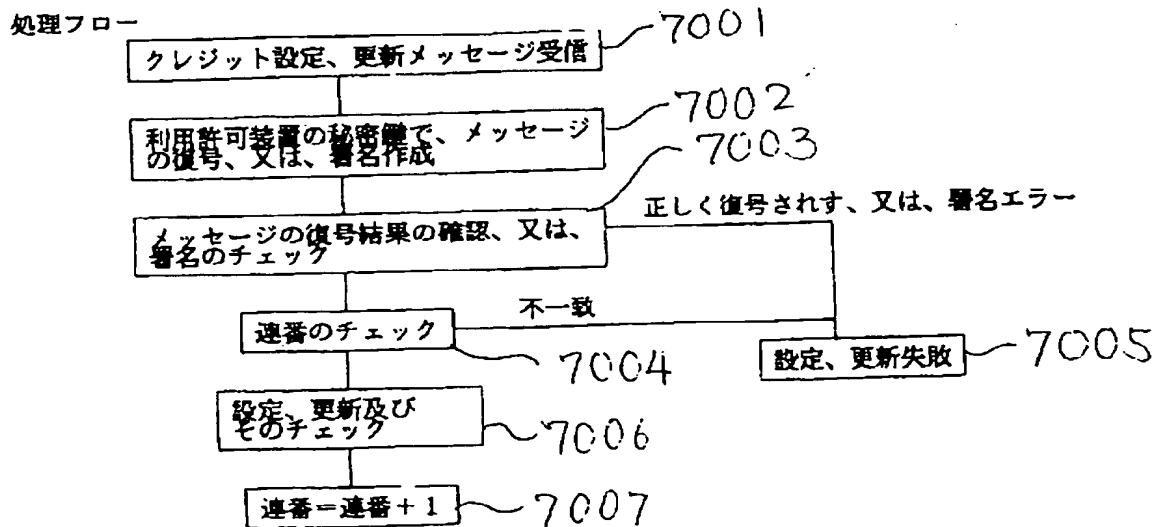 処理フロー
クレジット設定、更新メッセージ受信
7001
利用許可装置の秘密鍵で、メッセージ
の復号、又は、署名作成
7002
メッセージの復号結果の確認、又は、
署名のチェック
7003
正しく復号されす、又は、署名エラー
連番のチェック
不一致
7004
設定、更新失敗
7005
設定、更新及び
そのチェック
7006
連番=連番+1
7007